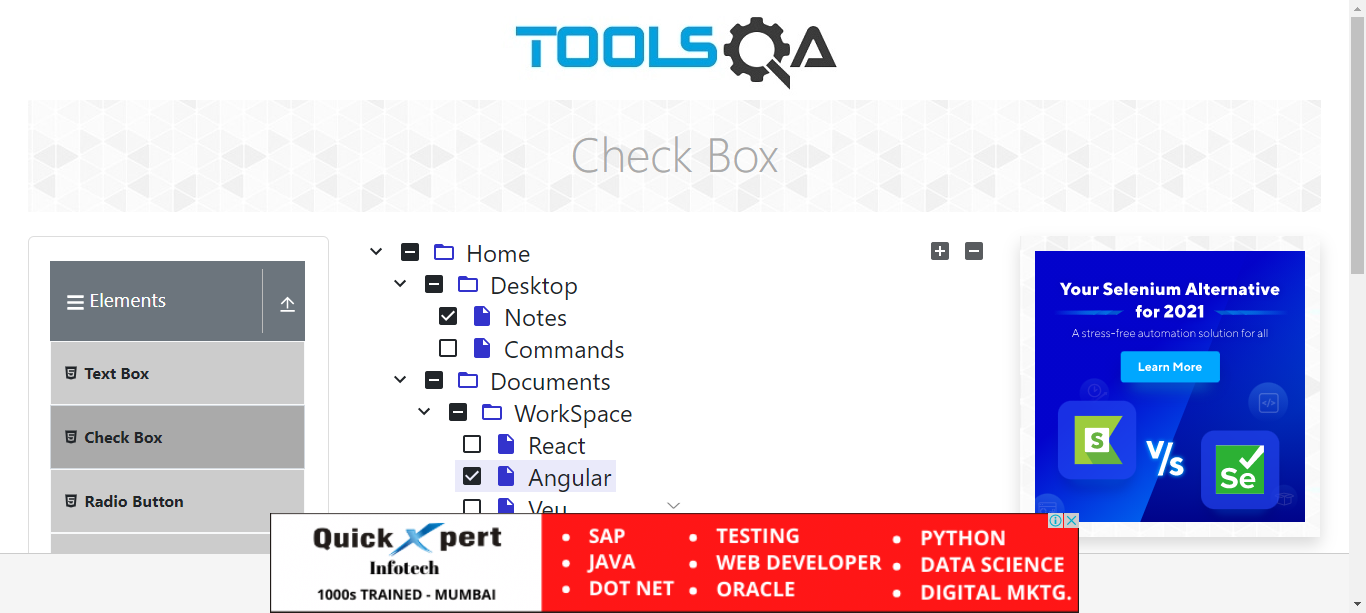 TOOLSQA
Check Box
Elements
Text Box
Check Box
Radio Button
Home
Desktop
Notes
Commands
Documents
WorkSpace
React
Angular
Veu
Your Selenium Alternative
for 2021
A stress-free automation solution for all
Learn More
S
V/s
Se
QuickXpert
Infotech
1000s TRAINED - MUMBAI
• SAP
• JAVA
• DOT NET
• TESTING
• WEB DEVELOPER
• ORACLE
• PYTHON
• DATA SCIENCE
• DIGITAL MKTG.